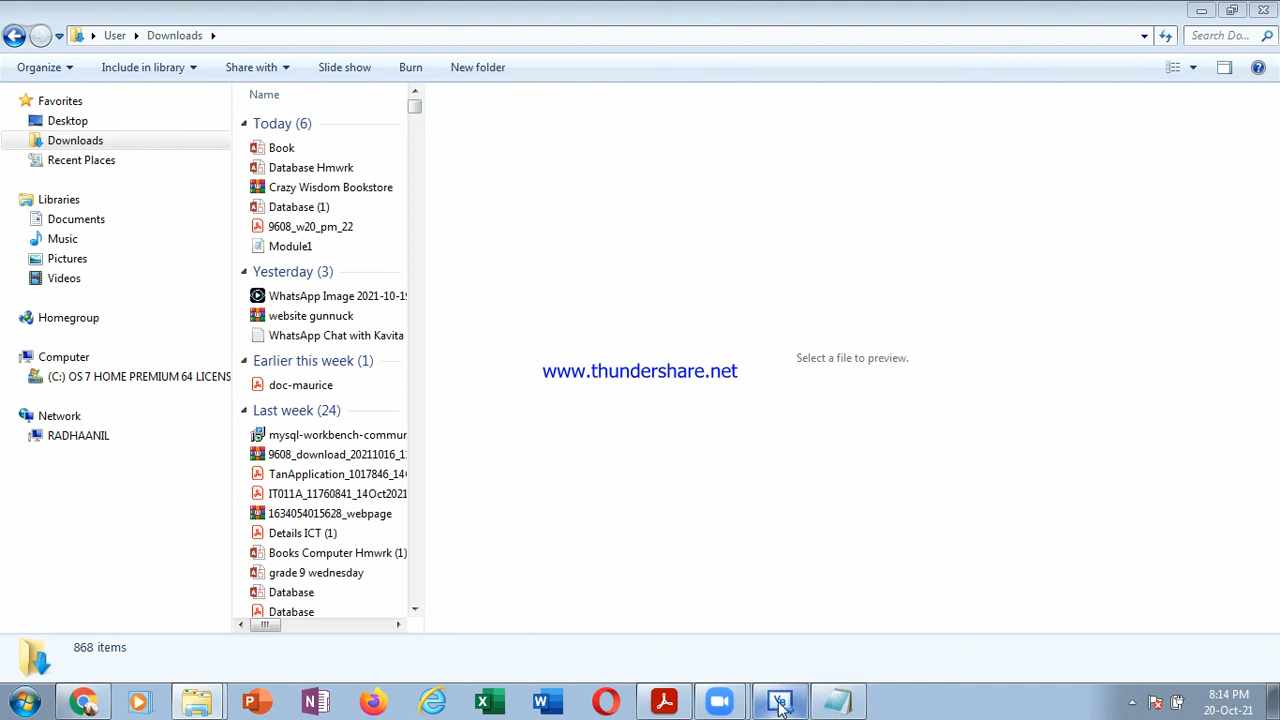 User Downloads
Search Do...
Organize Include in library Share with Slide show Burn New folder
Favorites
Desktop
Downloads
Recent Places
Libraries
Documents
Music
Pictures
Videos
Homegroup
Computer
(C:) OS 7 HOME PREMIUM 64 LICENS
Network
RADHAANIL
Name
Today (6)
Book
Database Hmwrk
Crazy Wisdom Bookstore
Database (1)
9608_w20_pm_22
Module1
Yesterday (3)
WhatsApp Image 2021-10-19
website gunnuck
WhatsApp Chat with Kavita
Earlier this week (1)
doc-maurice
Last week (24)
mysql-workbench-commun
9608_download_20211016_1
TanApplication_1017846_14
IT011A_11760841_14Oct2021
1634054015628_webpage
Details ICT (1)
Books Computer Hmwrk (1)
grade 9 wednesday
Database
Database
www.thundershare.net
Select a file to preview.
868 items
8:14 PM
20-Oct-21